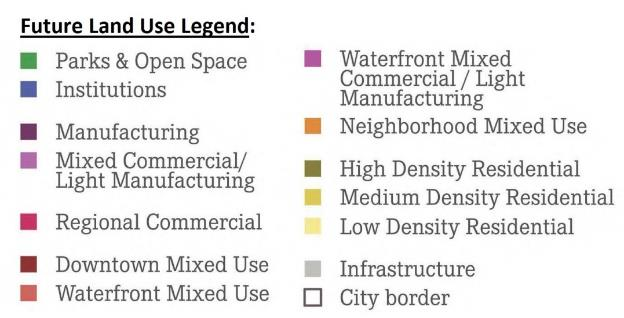 Future Land Use Legend:
Parks & Open Space
Institutions
Manufacturing
Mixed Commercial/
Light Manufacturing
Regional Commercial
Downtown Mixed Use
Waterfront Mixed Use
Waterfront Mixed
Commercial / Light
Manufacturing
Neighborhood Mixed Use
High Density Residential
Medium Density Residential
Low Density Residential
Infrastructure
City border